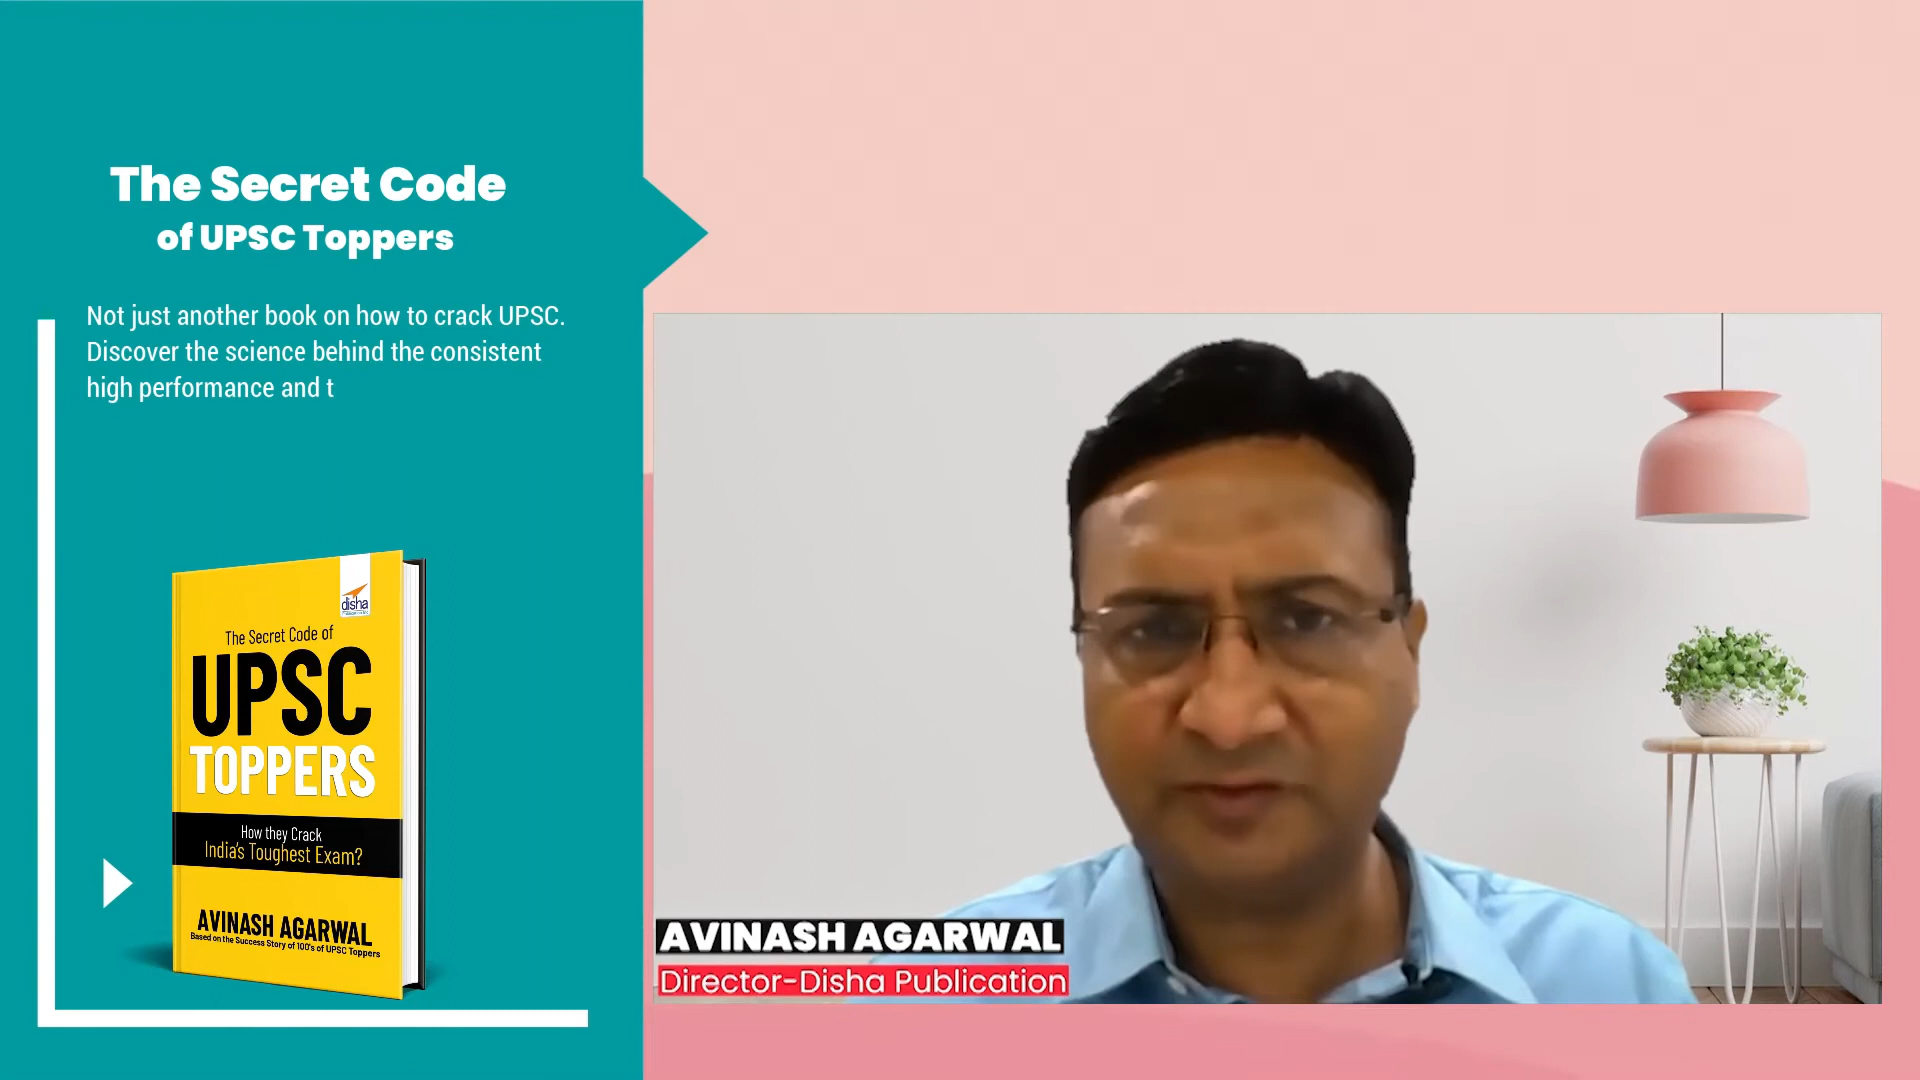 The Secret Code
of UPSC Toppers
Not just another book on how to crack UPSC.
Discover the science behind the consistent
high performance and t
disha
The Secret Code of
UPSC
TOPPERS
How they Crack
India's Toughest Exam?
AVINASH AGARWAL
Based on the Success Story of 100's of UPSC Toppers
AVINASH AGARWAL
Director-Disha Publication